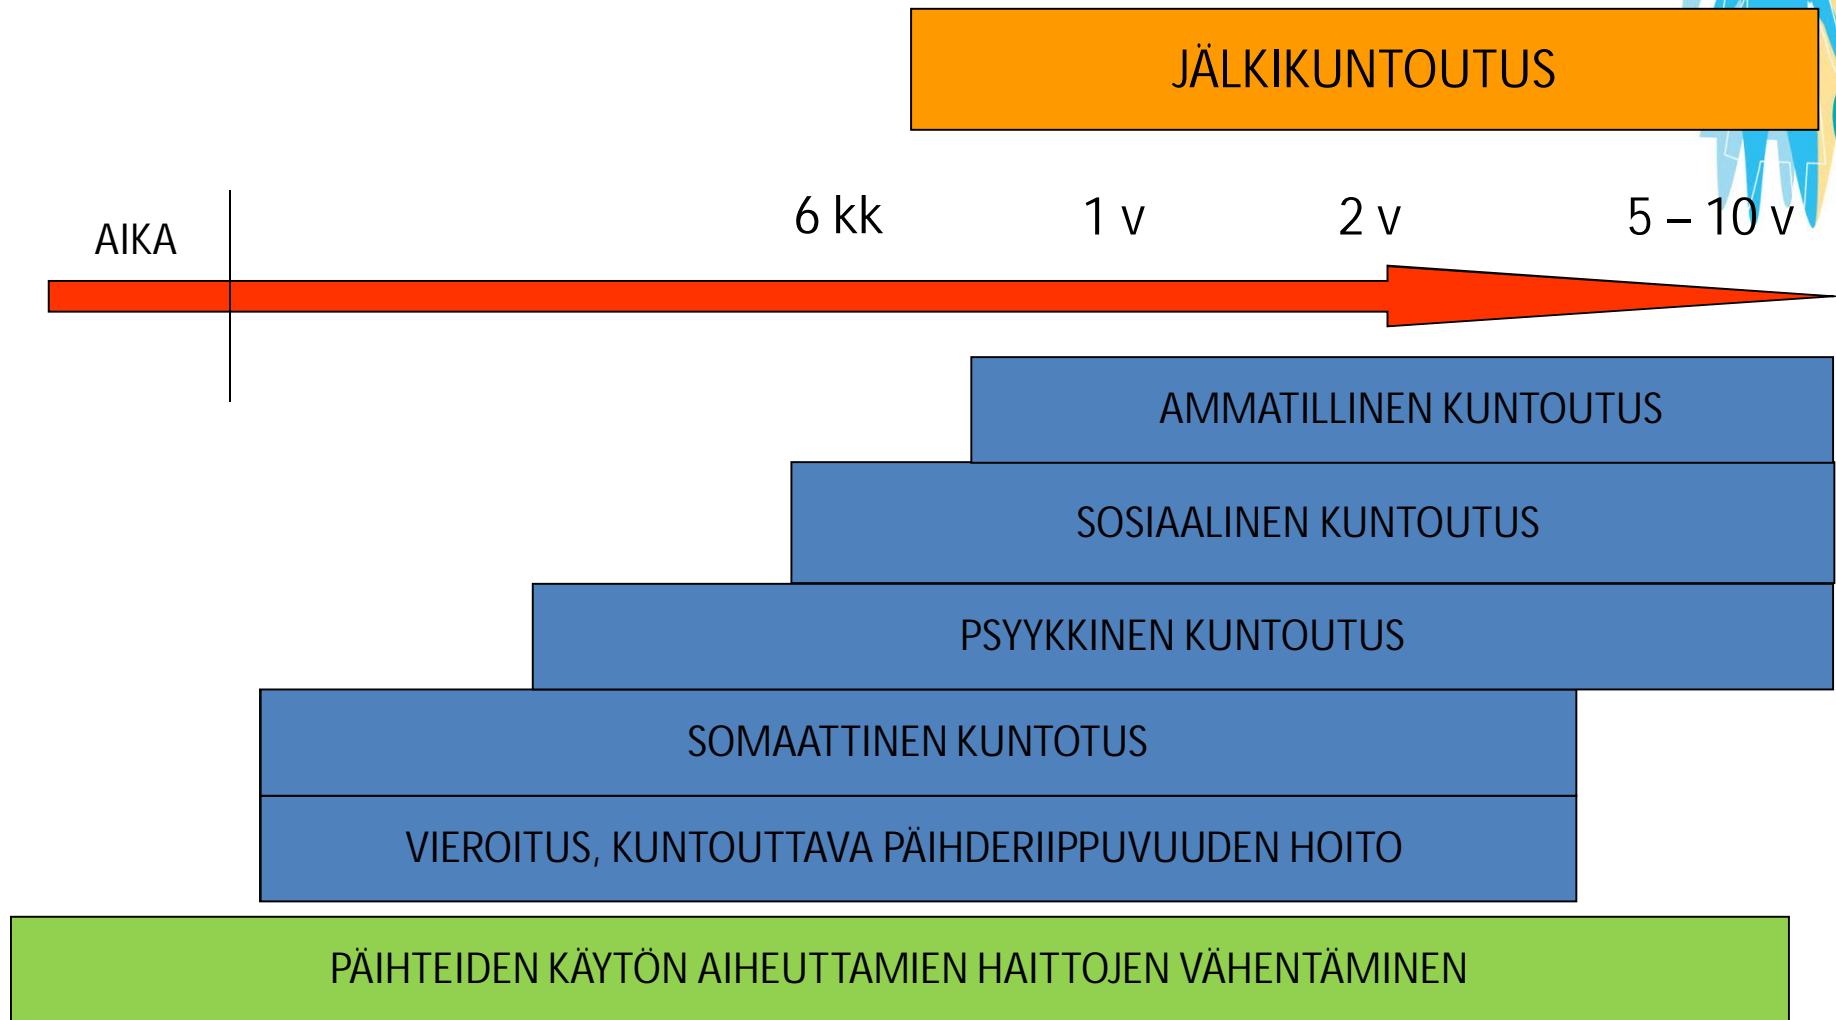 JÄLKIKUNTOUTUS
AIKA
6 kk 1 v 2 v 5 – 10 v
AMMATILLINEN KUNTOUTUS
SOSIAALINEN KUNTOUTUS
PSYYKKINEN KUNTOUTUS
SOMAATTINEN KUNTOTUS
VIEROITUS, KUNTOUTTAVA PÄIHDERIIPPUVUUDEN HOITO
PÄIHTEIDEN KÄYTÖN AIHEUTTAMIEN HAITTOJEN VÄHENTÄMINEN